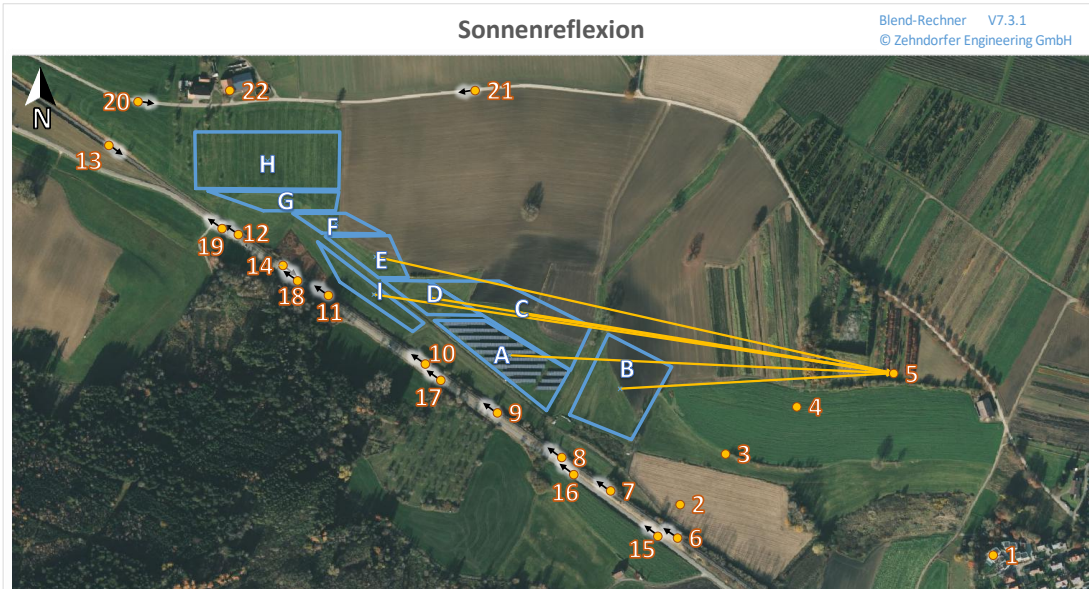 Sonnenreflexion
Blend-Rechner V7.3.1
© Zehndorfer Engineering GmbH
N
20
22
21
13
H
G
19
12
F
14
18
11
E
I
D
C
A
B
10
17
9
5
4
3
8
16
7
2
15
6
1